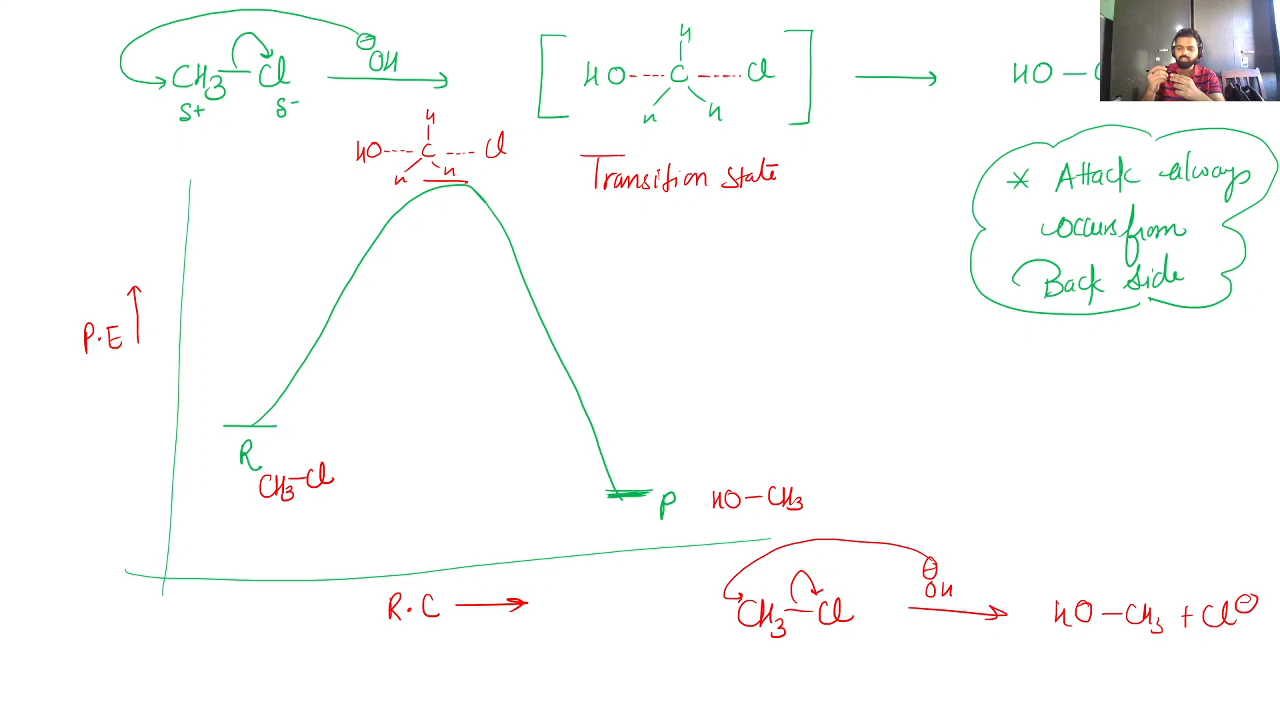 CH3 — Cl
δ+ δ-
⊖
OH
H
HO ---- C ---- Cl
H H
HO — C
Transition state
H
HO ---- C ---- Cl
H H
* Attack always
occurs from
Back side
P.E
R
CH3-Cl
P HO-CH3
R.C
CH3 — Cl
⊖
OH
HO — CH3 + Cl⊖